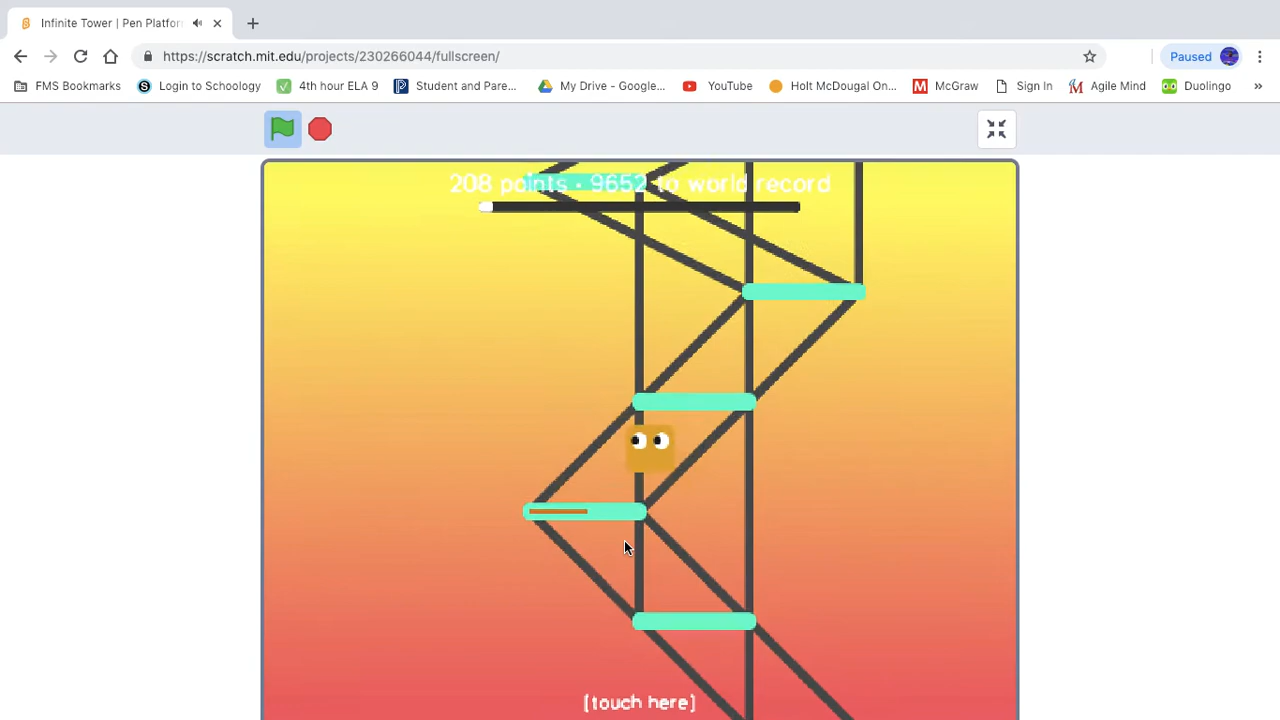 Infinite Tower | Pen Platfor
https://scratch.mit.edu/projects/230266044/fullscreen/
Paused
FMS Bookmarks
Login to Schoology
4th hour ELA 9
Student and Pare...
My Drive - Google...
YouTube
Holt McDougal On...
McGraw
Sign In
Agile Mind
Duolingo
»
208 points • 9652 to world record
[touch here]